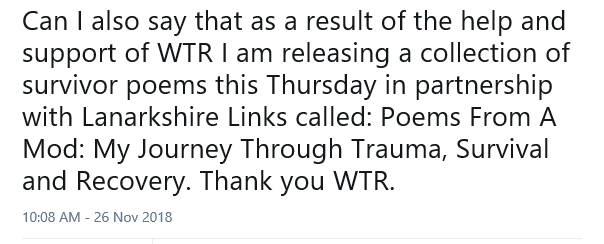 Can I also say that as a result of the help and
support of WTR I am releasing a collection of
survivor poems this Thursday in partnership
with Lanarkshire Links called: Poems From A
Mod: My Journey Through Trauma, Survival
and Recovery. Thank you WTR.
10:08 AM - 26 Nov 2018